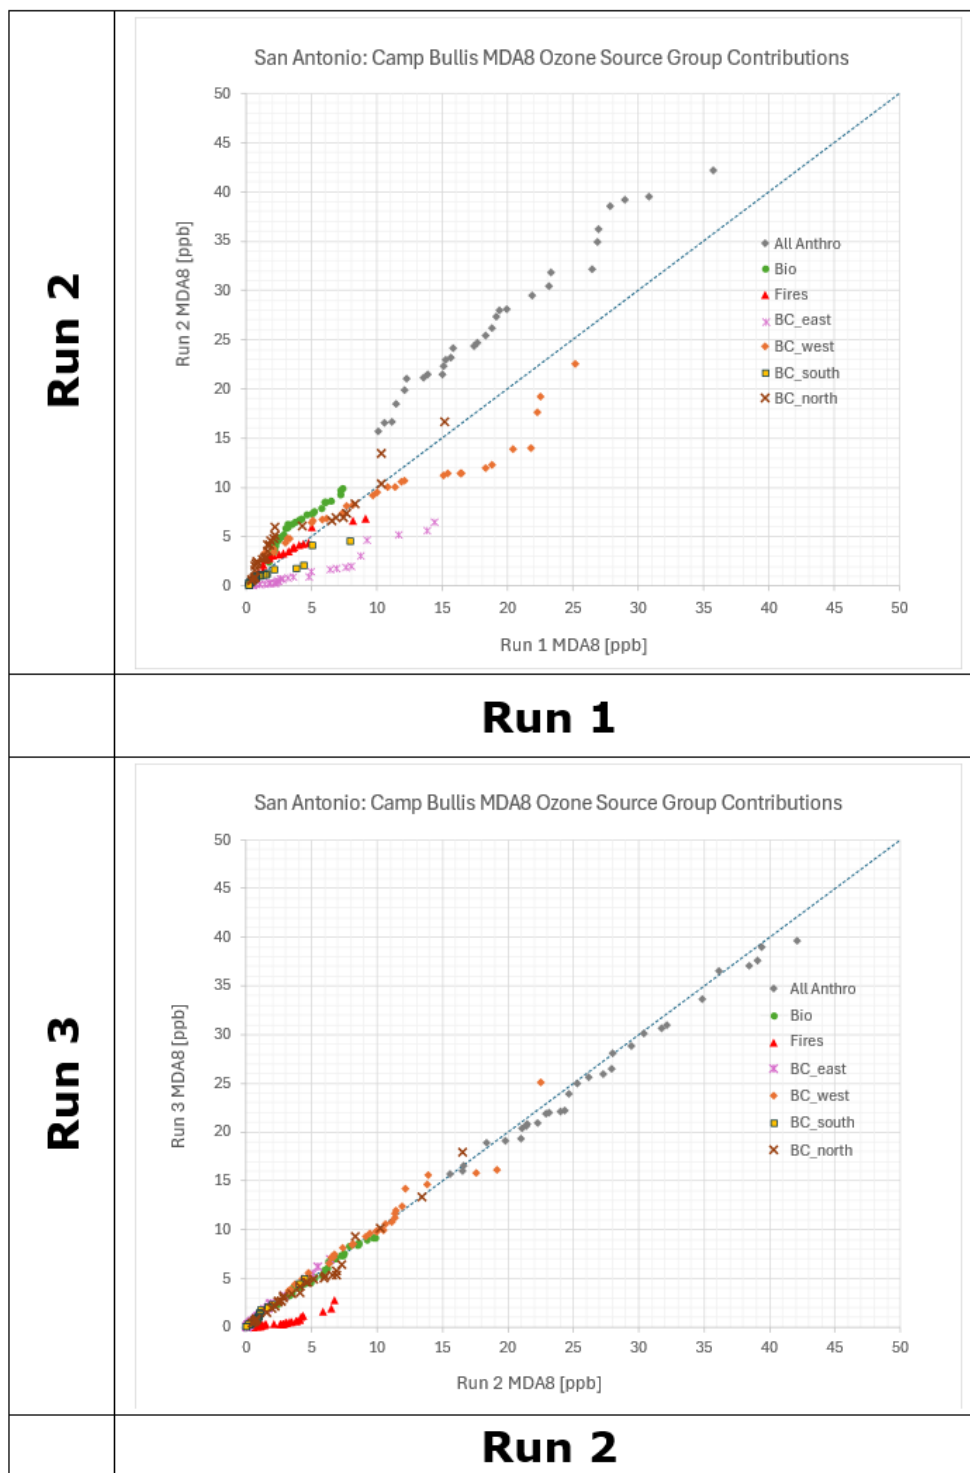 San Antonio: Camp Bullis MDA8 Ozone Source Group Contributions
50
45
40
35
30
25
20
15
10
5
0
Run 2 MDA8 [ppb]
All Anthro
Bio
Fires
BC_east
BC_west
BC_south
BC_north
0 5 10 15 20 25 30 35 40 45 50
Run 1 MDA8 [ppb]
Run 2
Run 1
San Antonio: Camp Bullis MDA8 Ozone Source Group Contributions
50
45
40
35
30
25
20
15
10
5
0
Run 3 MDA8 [ppb]
All Anthro
Bio
Fires
BC_east
BC_west
BC_south
BC_north
0 5 10 15 20 25 30 35 40 45 50
Run 2 MDA8 [ppb]
Run 3
Run 2